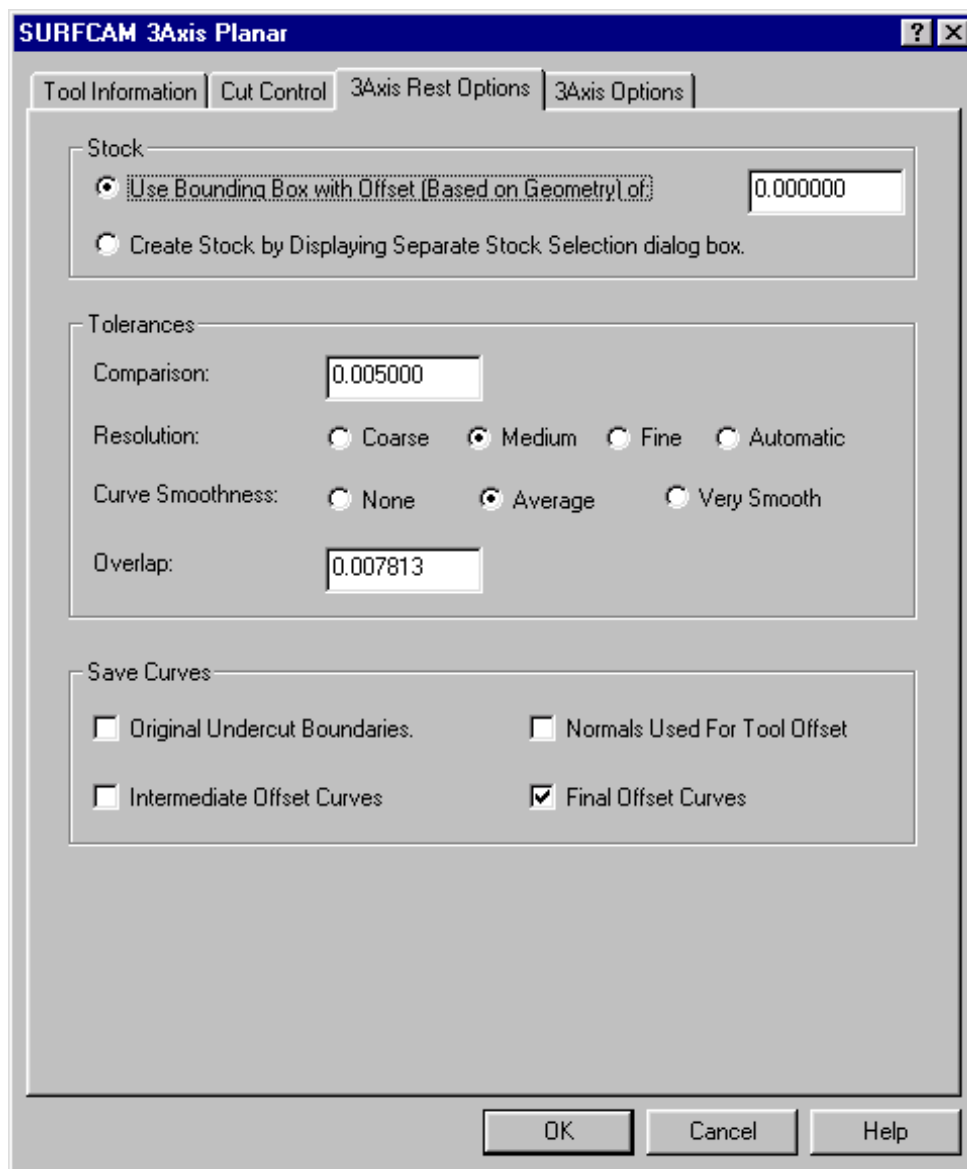 SURFCAM 3Axis Planar
Tool Information Cut Control 3Axis Rest Options 3Axis Options
Stock
Use Bounding Box with Offset (Based on Geometry) of: 0.000000
Create Stock by Displaying Separate Stock Selection dialog box.
Tolerances
Comparison: 0.005000
Resolution: Coarse Medium Fine Automatic
Curve Smoothness: None Average Very Smooth
Overlap: 0.007813
Save Curves
Original Undercut Boundaries. Normals Used For Tool Offset
Intermediate Offset Curves Final Offset Curves
OK Cancel Help